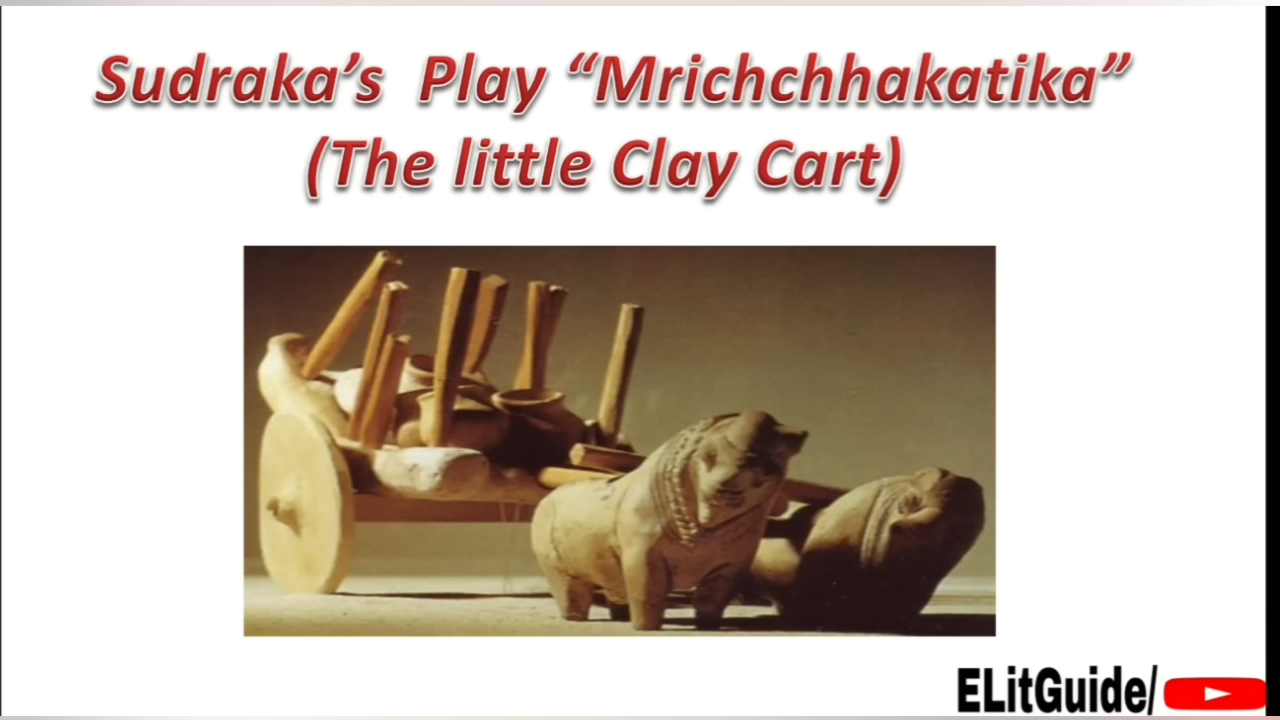 Sudraka’s Play “Mrichchhakatika”
(The little Clay Cart)
ELitGuide/